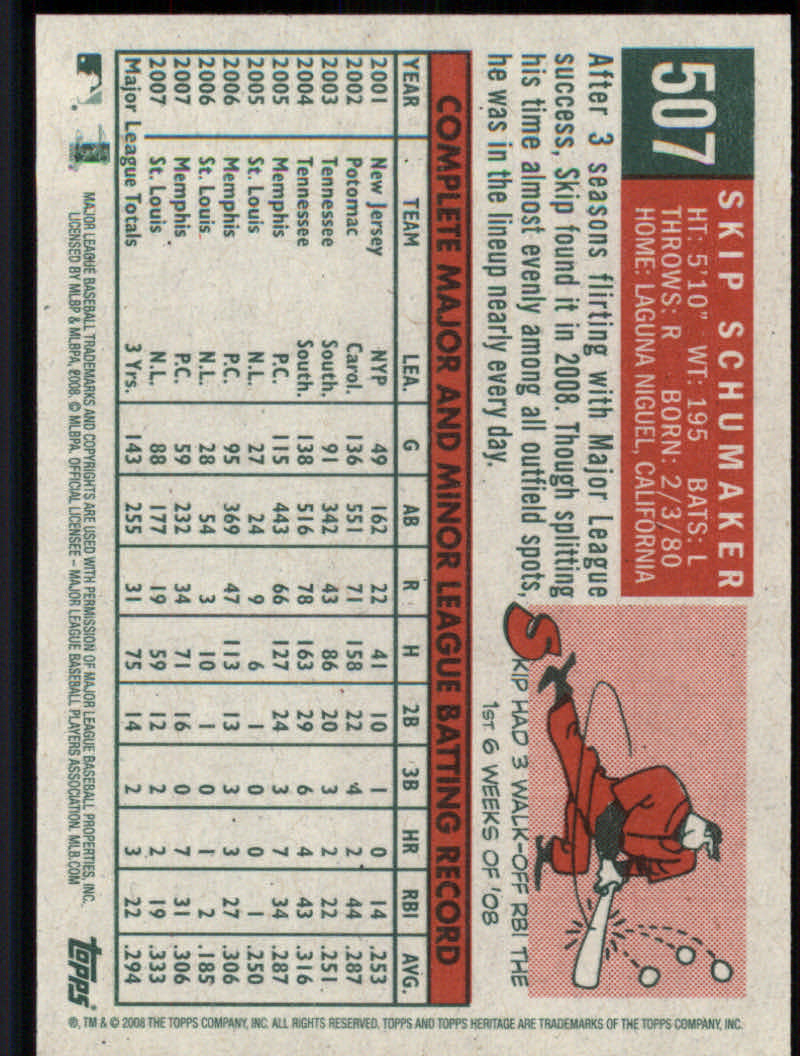 507
SKIP SCHUMAKER
HT: 5'10" WT: 195 BATS: L
THROWS: R BORN: 2/3/80
HOME: LAGUNA NIGUEL, CALIFORNIA
After 3 seasons flirting with Major League
success, Skip found it in 2008. Though splitting
his time almost evenly among all outfield spots,
he was in the lineup nearly every day.
SKIP HAD 3 WALK-OFF RBI THE
1ST 6 WEEKS OF '08
COMPLETE MAJOR AND MINOR LEAGUE BATTING RECORD
YEAR TEAM LEA. G AB R H 2B 3B HR RBI AVG.
2001 New Jersey NYP 49 162 22 41 10 1 0 14 .253
2002 Potomac Carol. 136 551 71 158 22 4 2 44 .287
2003 Tennessee South. 91 342 43 86 20 3 2 22 .251
2004 Tennessee South. 138 516 78 163 29 6 4 43 .316
2005 Memphis P.C. 115 443 66 127 24 3 7 34 .287
2005 St. Louis N.L. 27 24 9 6 1 0 0 1 .250
2006 Memphis P.C. 95 369 47 113 13 3 3 27 .306
2006 St. Louis N.L. 28 54 3 10 1 0 1 2 .185
2007 Memphis P.C. 59 232 34 71 16 0 7 31 .306
2007 St. Louis N.L. 88 177 19 59 12 2 2 19 .333
Major League Totals 3 Yrs. 143 255 31 75 14 2 3 22 .294
MAJOR LEAGUE BASEBALL TRADEMARKS AND COPYRIGHTS ARE USED WITH PERMISSION OF MAJOR LEAGUE BASEBALL PROPERTIES, INC.
LICENSED BY MLBP & MLBPA, 2008. © MLBPA. OFFICIAL LICENSEE – MAJOR LEAGUE BASEBALL PLAYERS ASSOCIATION. MLB.COM
topps
®, TM & © 2008 THE TOPPS COMPANY, INC. ALL RIGHTS RESERVED. TOPPS AND TOPPS HERITAGE ARE TRADEMARKS OF THE TOPPS COMPANY, INC.